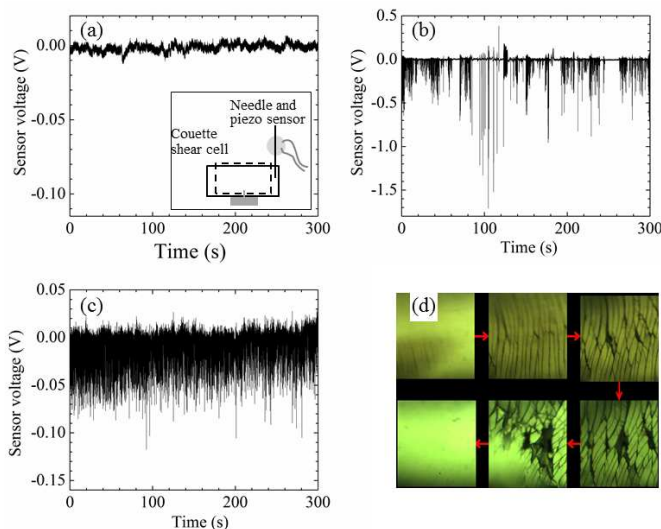 (a)
Sensor voltage (V)
0.00
-0.05
-0.10
Needle and
piezo sensor
Couette
shear cell
0 100 200 300
Time (s)
(b)
Sensor voltage (V)
0.5
0.0
-0.5
-1.0
-1.5
0 100 200 300
Time (s)
(c)
Sensor voltage (V)
0.05
0.00
-0.05
-0.10
-0.15
0 100 200 300
Time (s)
(d)